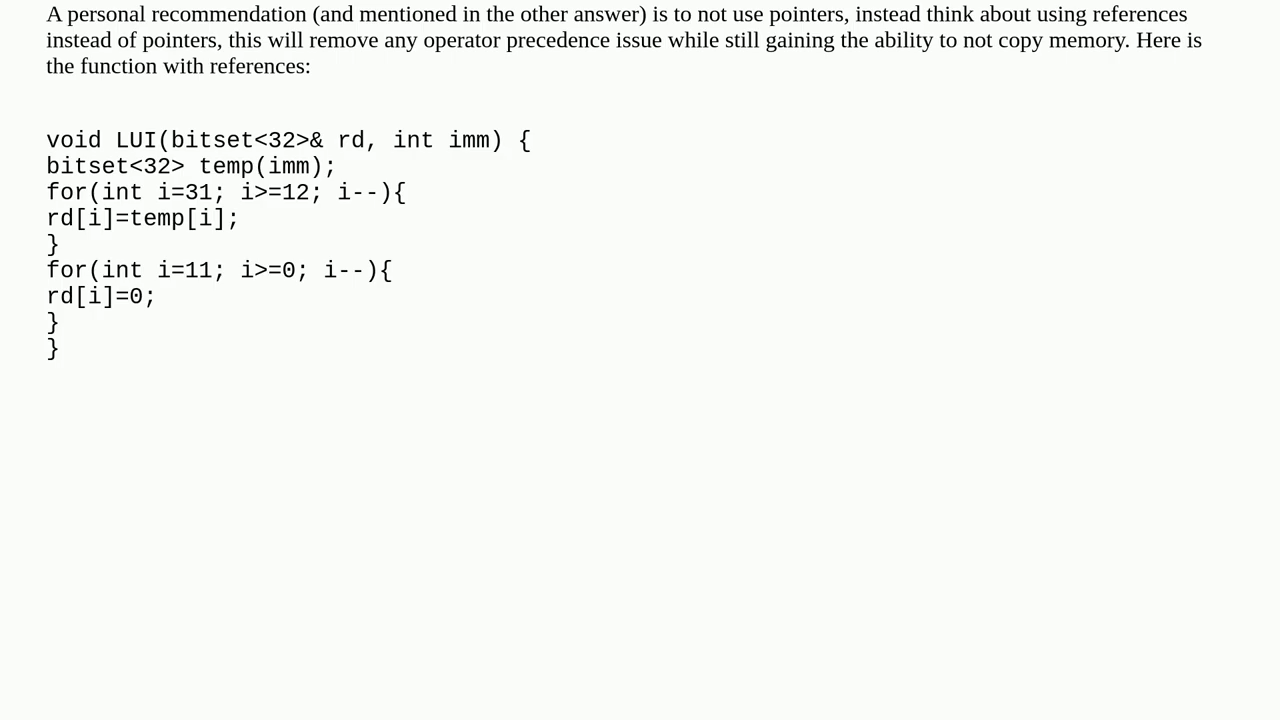 A personal recommendation (and mentioned in the other answer) is to not use pointers, instead think about using references
instead of pointers, this will remove any operator precedence issue while still gaining the ability to not copy memory. Here is
the function with references:
void LUI(bitset<32>& rd, int imm) {
bitset<32> temp(imm);
for(int i=31; i>=12; i--){
rd[i]=temp[i];
}
for(int i=11; i>=0; i--){
rd[i]=0;
}
}